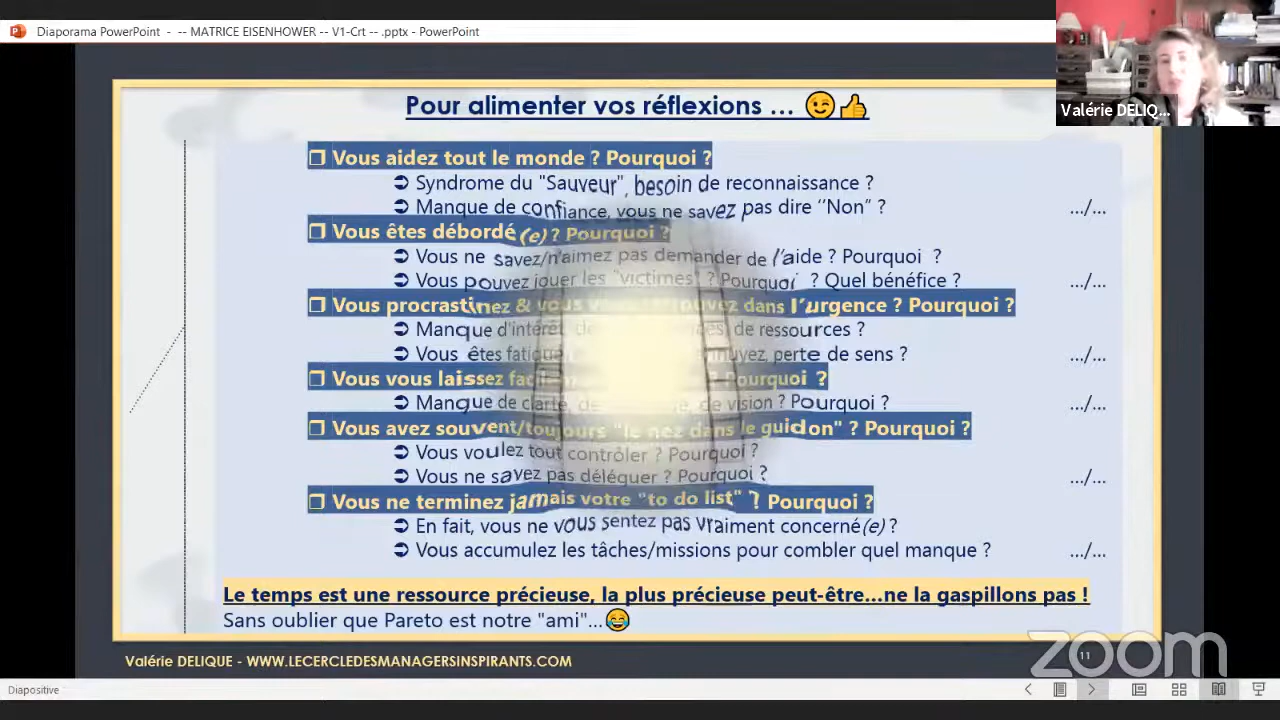 Diaporama PowerPoint - -- MATRICE EISENHOWER -- V1-Crt -- .pptx - PowerPoint
Valérie DELIQ...
Pour alimenter vos réflexions ... 😉👍
❒ Vous aidez tout le monde ? Pourquoi ?
➲ Syndrome du "Sauveur", besoin de reconnaissance ?
➲ Manque de confiance, vous ne savez pas dire ‘’Non” ? .../...
❒ Vous êtes débordé(e) ? Pourquoi ?
➲ Vous ne savez/n'aimez pas demander de l'aide ? Pourquoi ?
➲ Vous pouvez jouer les "victimes" ? Pourquoi ? Quel bénéfice ? .../...
❒ Vous procrastinez & vous dans l'urgence ? Pourquoi ?
➲ Manque d'intérêt, de ressources ?
➲ Vous êtes perte de sens ? .../...
❒ Vous vous laissez ? Pourquoi ?
➲ Manque de clarté, de vision ? Pourquoi ? .../...
❒ Vous avez souvent/toujours "le nez dans le guidon" ? Pourquoi ?
➲ Vous voulez tout contrôler ? Pourquoi ?
➲ Vous ne savez pas déléguer ? Pourquoi ? .../...
❒ Vous ne terminez jamais votre "to do list" ? Pourquoi ?
➲ En fait, vous ne vous sentez pas vraiment concerné(e) ?
➲ Vous accumulez les tâches/missions pour combler quel manque ? .../...
Le temps est une ressource précieuse, la plus précieuse peut-être...ne la gaspillons pas !
Sans oublier que Pareto est notre "ami"...😂
Valérie DELIQUE - WWW.LECERCLEDESMANAGERSINSPIRANTS.COM
11
zoom
Diapositive